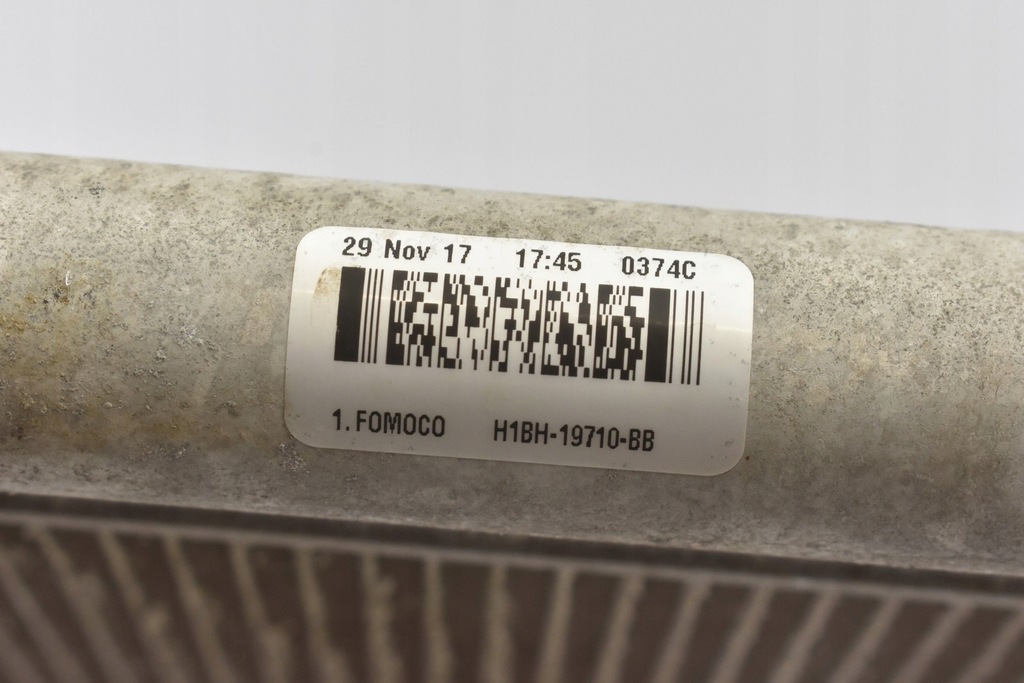 29 Nov 17 17:45 0374C
1. FOMOCO H1BH-19710-BB